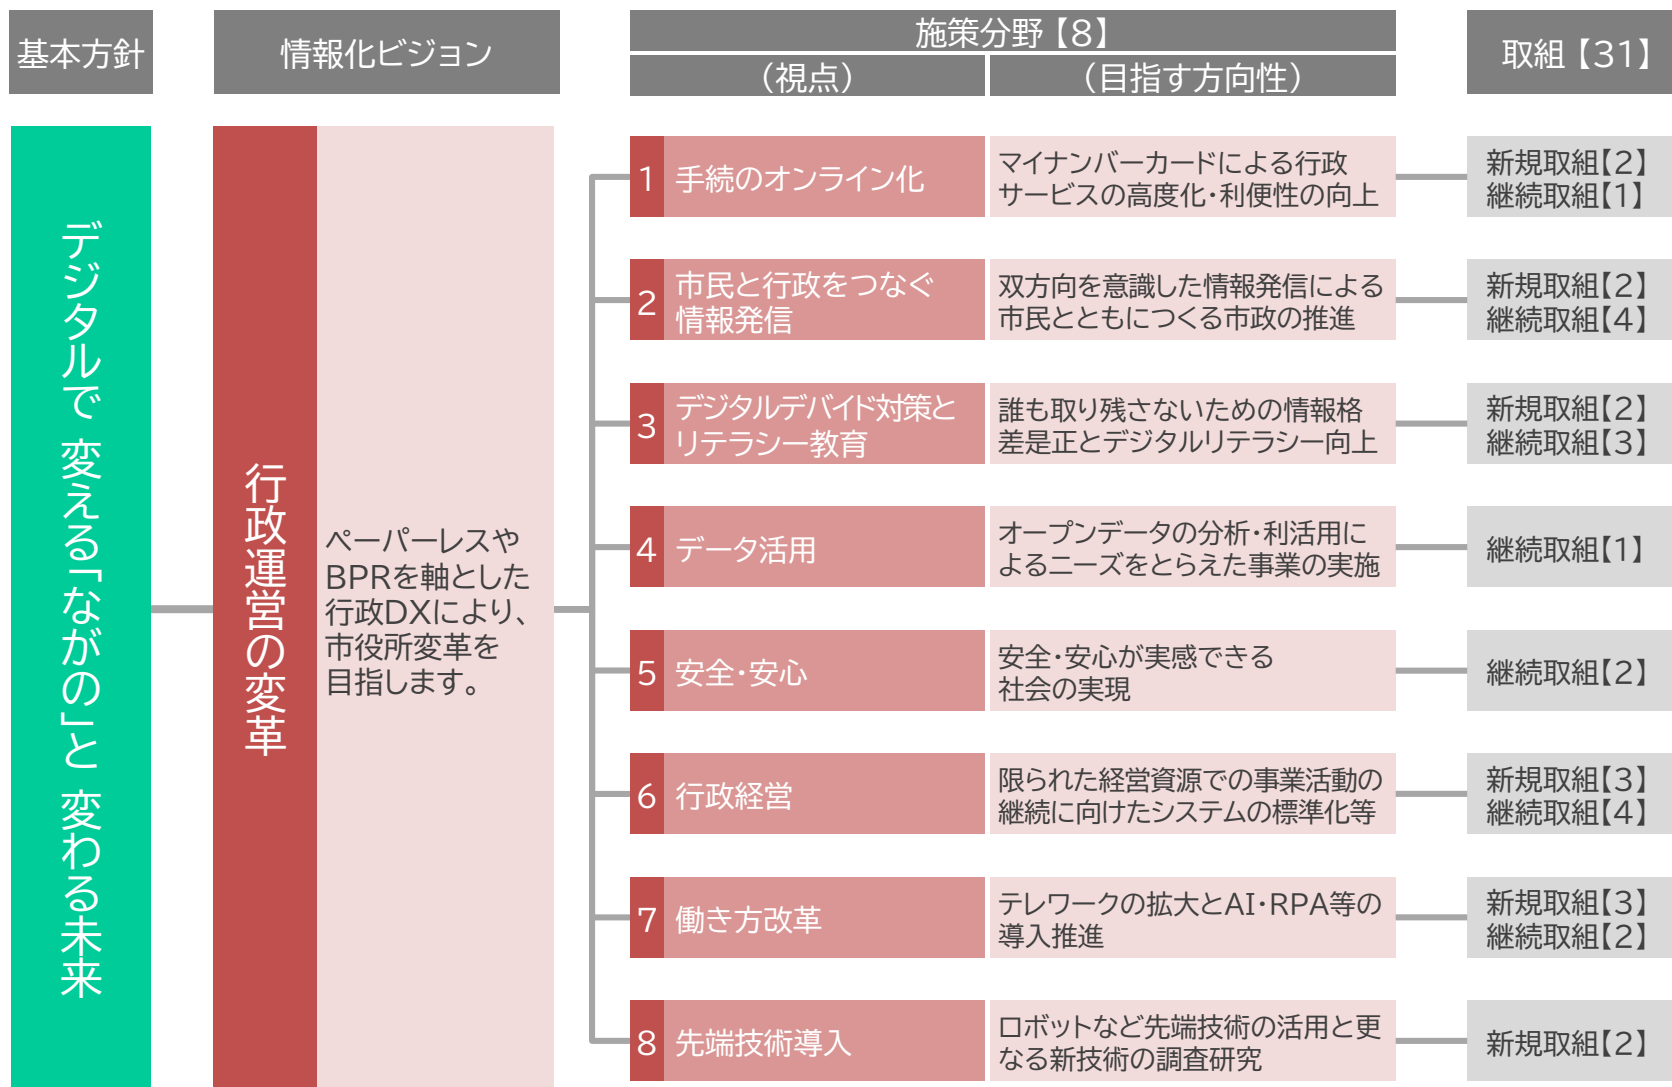 基本方針
情報化ビジョン
施策分野【8】
（視点）
（目指す方向性）
取組【31】
デジタルで 変える「ながの」と 変わる未来
行政運営の変革
ペーパーレスや
BPRを軸とした
行政DXにより、
市役所変革を
目指します。
1
手続のオンライン化
マイナンバーカードによる行政
サービスの高度化・利便性の向上
新規取組【2】
継続取組【1】
2
市民と行政をつなぐ
情報発信
双方向を意識した情報発信による
市民とともにつくる市政の推進
新規取組【2】
継続取組【4】
3
デジタルデバイド対策と
リテラシー教育
誰も取り残さないための情報格
差是正とデジタルリテラシー向上
新規取組【2】
継続取組【3】
4
データ活用
オープンデータの分析・利活用に
よるニーズをとらえた事業の実施
継続取組【1】
5
安全・安心
安全・安心が実感できる
社会の実現
継続取組【2】
6
行政経営
限られた経営資源での事業活動の
継続に向けたシステムの標準化等
新規取組【3】
継続取組【4】
7
働き方改革
テレワークの拡大とAI・RPA等の
導入推進
新規取組【3】
継続取組【2】
8
先端技術導入
ロボットなど先端技術の活用と更
なる新技術の調査研究
新規取組【2】